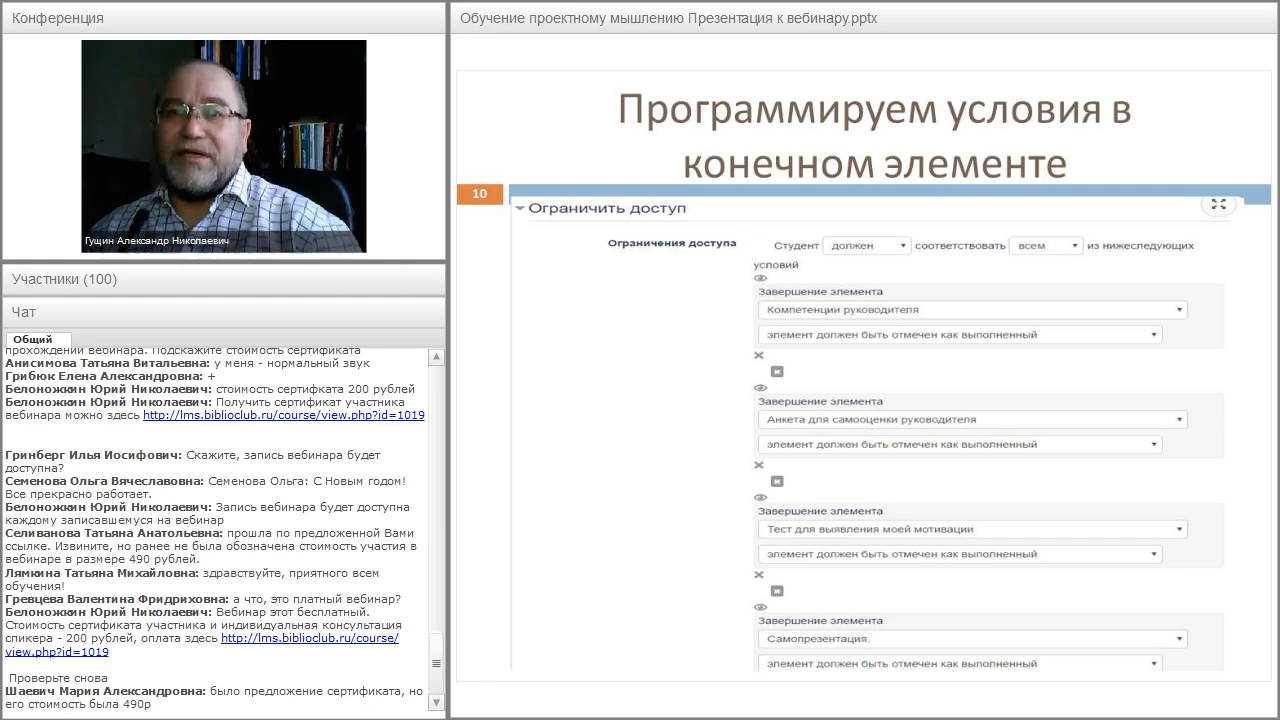 Конференция
Гущин Александр Николаевич
Участники (100)
Чат
Общий
прохождении вебинара. Подскажите стоимость сертификата
Анисимова Татьяна Витальевна: у меня - нормальный звук
Грибюк Елена Александровна: +
Белоножкин Юрий Николаевич: стоимость сертифката 200 рублей
Белоножкин Юрий Николаевич: Получить сертификат участника
вебинара можно здесь http://lms.biblioclub.ru/course/view.php?id=1019
Гринберг Илья Иосифович: Скажите, запись вебинара будет
доступна?
Семенова Ольга Вячеславовна: Семенова Ольга: С Новым годом!
Все прекрасно работает.
Белоножкин Юрий Николаевич: Запись вебинара будет доступна
каждому записавшемуся на вебинар
Селиванова Татьяна Анатольевна: прошла по предложенной Вами
ссылке. Извините, но ранее не была обозначена стоимость участия в
вебинаре в размере 490 рублей.
Лямкина Татьяна Михайловна: здравствуйте, приятного всем
обучения!
Гревцева Валентина Фридриховна: а что, это платный вебинар?
Белоножкин Юрий Николаевич: Вебинар этот бесплатный.
Стоимость сертификата участника и индивидуальная консультация
спикера - 200 рублей, оплата здесь http://lms.biblioclub.ru/course/
view.php?id=1019
Проверьте снова
Шаевич Мария Александровна: было предложение сертификата, но
его стоимость была 490р
Обучение проектному мышлению Презентация к вебинару.pptx
Программируем условия в
конечном элементе
10
Ограничить доступ
Ограничения доступа
Студент должен соответствовать всем из нижеследующих
условий
Завершение элемента
Компетенции руководителя
элемент должен быть отмечен как выполненный
и
Завершение элемента
Анкета для самооценки руководителя
элемент должен быть отмечен как выполненный
и
Завершение элемента
Тест для выявления моей мотивации
элемент должен быть отмечен как выполненный
и
Завершение элемента
Самопрезентация.
элемент должен быть отмечен как выполненный